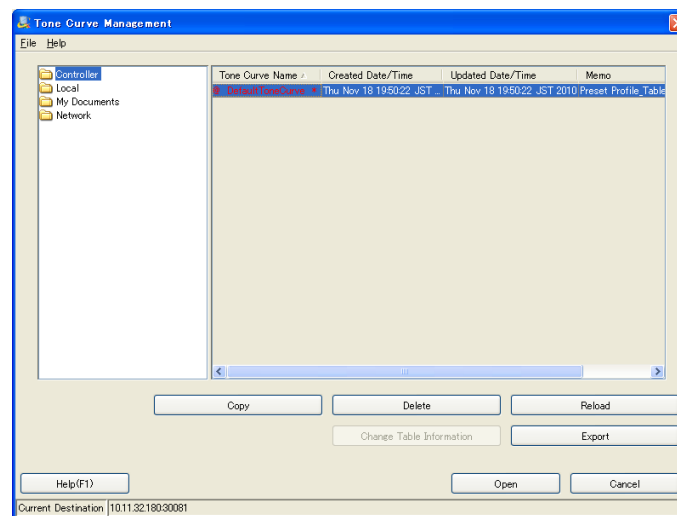 Tone Curve Management
File Help
Controller
Local
My Documents
Network
Tone Curve Name Created Date/Time Updated Date/Time Memo
DefaultToneCurve Thu Nov 18 19:50:22 JST ... Thu Nov 18 19:50:22 JST 2010 Preset Profile_Table
Copy Delete Reload
Change Table Information Export
Help(F1) Open Cancel
Current Destination 10.11.32.180:30081